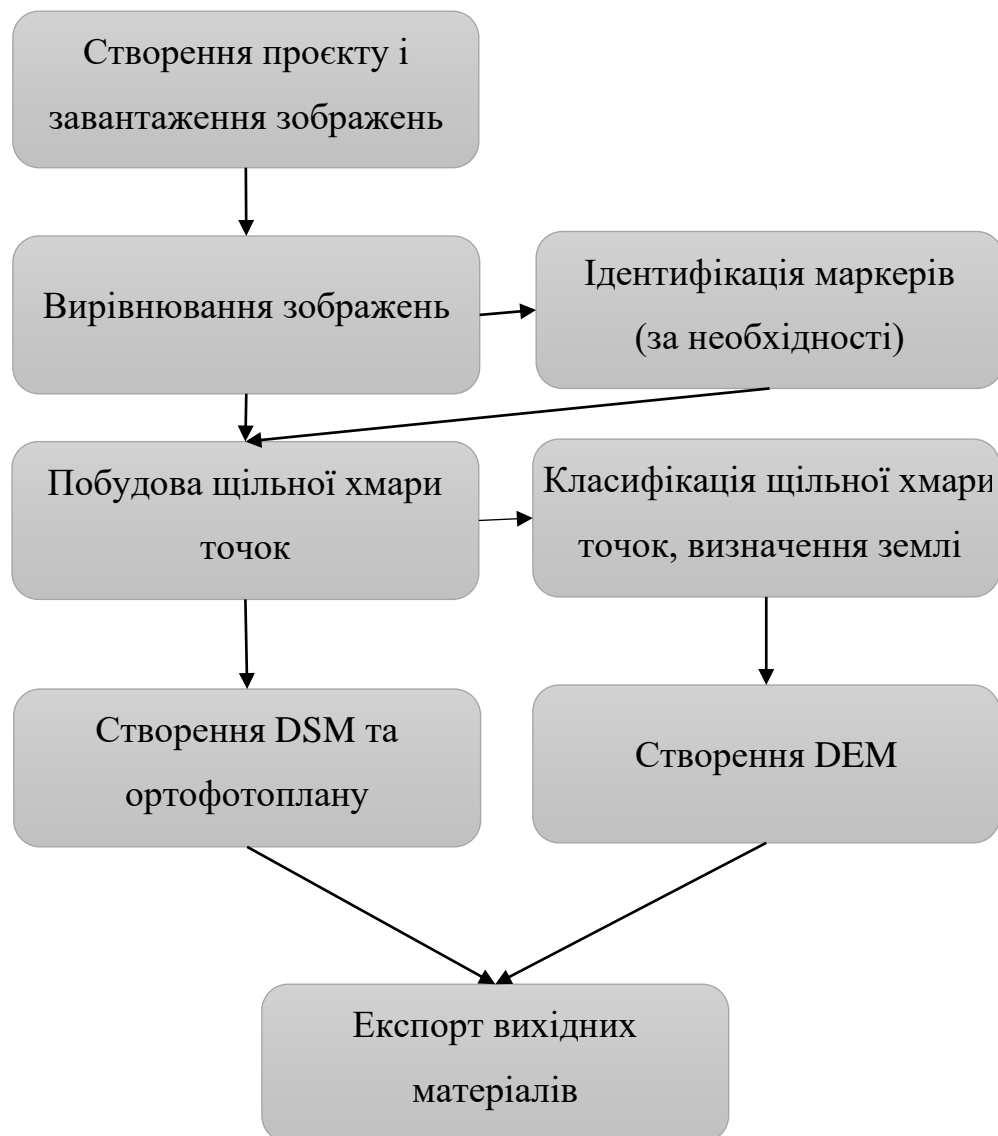 Створення проєкту і
завантаження зображень
Вирівнювання зображень
Ідентифікація маркерів
(за необхідності)
Побудова щільної хмари
точок
Класифікація щільної хмари
точок, визначення землі
Створення DSM та
ортофотоплану
Створення DEM
Експорт вихідних
матеріалів